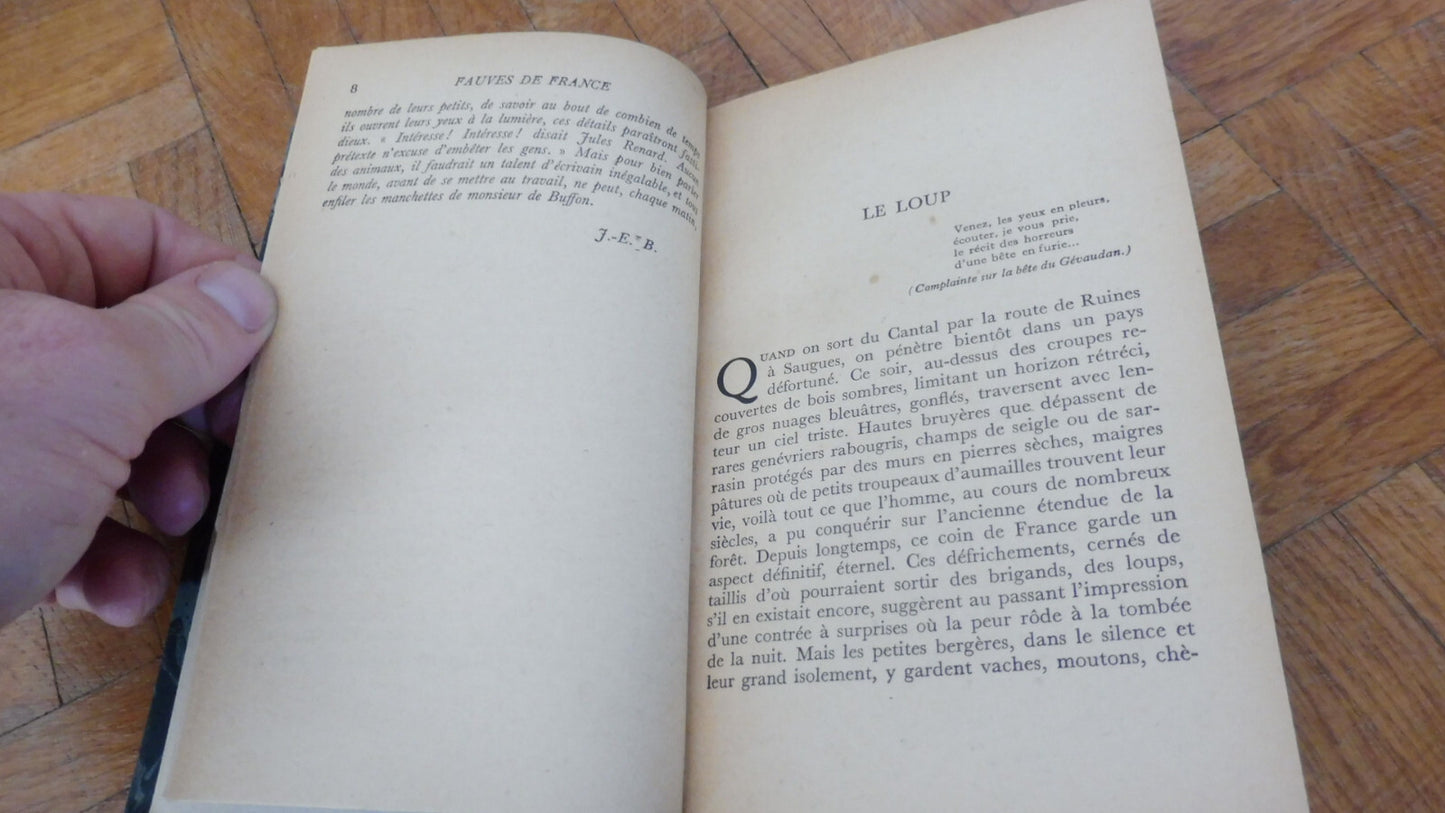 8
FAUVES DE FRANCE
nombre de leurs petits, de savoir au bout de combien de temps
ils ouvrent leurs yeux à la lumière, ces détails paraîtront fasti-
dieux. « Intéresse ! Intéresse ! disait Jules Renard. Aucun
prétexte n'excuse d'embêter les gens. » Mais pour bien parler
des animaux, il faudrait un talent d'écrivain inégalable, et tout
le monde, avant de se mettre au travail, ne peut, chaque matin,
enfiler les manchettes de monsieur de Buffon.
J.-E. B.
LE LOUP
Venez, les yeux en pleurs,
écouter, je vous prie,
le récit des horreurs
d'une bête en furie...
(Complainte sur la bête du Gévaudan.)
QUAND on sort du Cantal par la route de Ruines
à Saugues, on pénètre bientôt dans un pays
défortuné. Ce soir, au-dessus des croupes re-
couvertes de bois sombres, limitant un horizon rétréci,
de gros nuages bleuâtres, gonflés, traversent avec len-
teur un ciel triste. Hautes bruyères que dépassent de
rares genévriers rabougris, champs de seigle ou de sar-
rasin protégés par des murs en pierres sèches, maigres
pâtures où de petits troupeaux d'aumailles trouvent leur
vie, voilà tout ce que l'homme, au cours de nombreux
siècles, a pu conquérir sur l'ancienne étendue de la
forêt. Depuis longtemps, ce coin de France garde un
aspect définitif, éternel. Ces défrichements, cernés de
taillis d'où pourraient sortir des brigands, des loups,
s'il en existait encore, suggèrent au passant l'impression
d'une contrée à surprises où la peur rôde à la tombée
de la nuit. Mais les petites bergères, dans le silence et
leur grand isolement, y gardent vaches, moutons, chè-